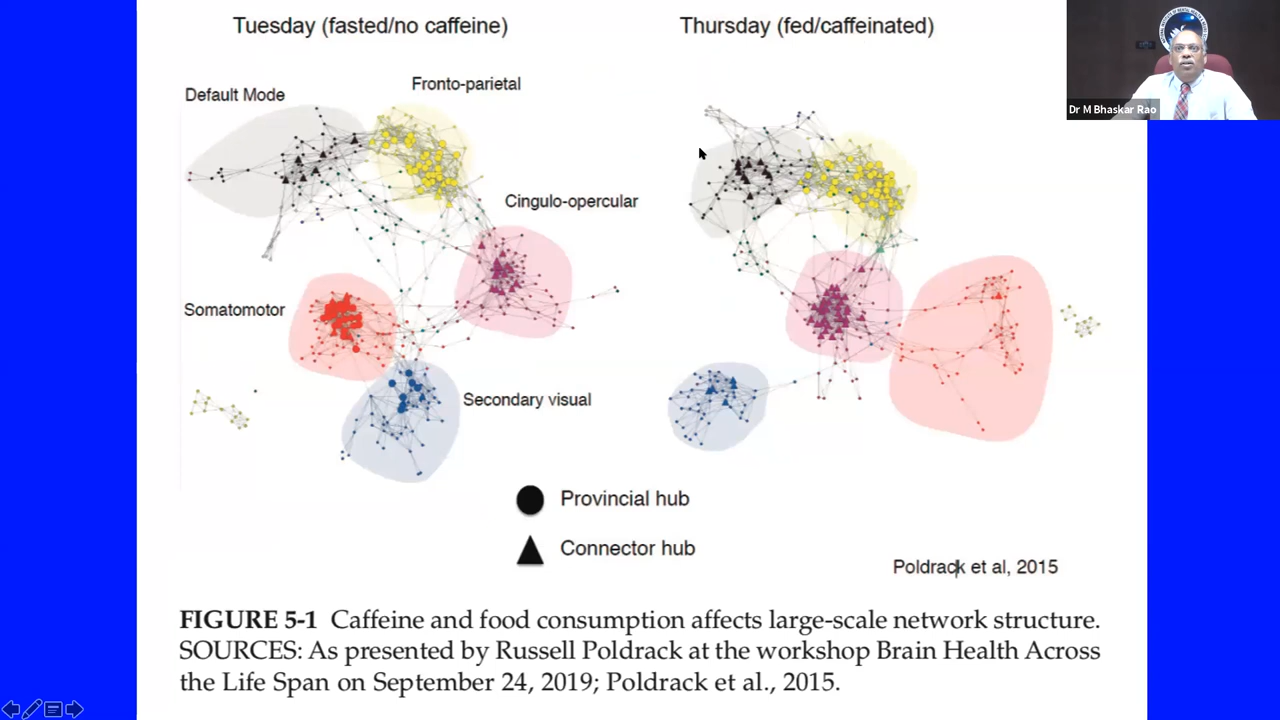 Tuesday (fasted/no caffeine)
Thursday (fed/caffeinated)
Dr M Bhaskar Rao
Default Mode
Fronto-parietal
Cingulo-opercular
Somatomotor
Secondary visual
Provincial hub
Connector hub
Poldrack et al, 2015
FIGURE 5-1 Caffeine and food consumption affects large-scale network structure.
SOURCES: As presented by Russell Poldrack at the workshop Brain Health Across
the Life Span on September 24, 2019; Poldrack et al., 2015.